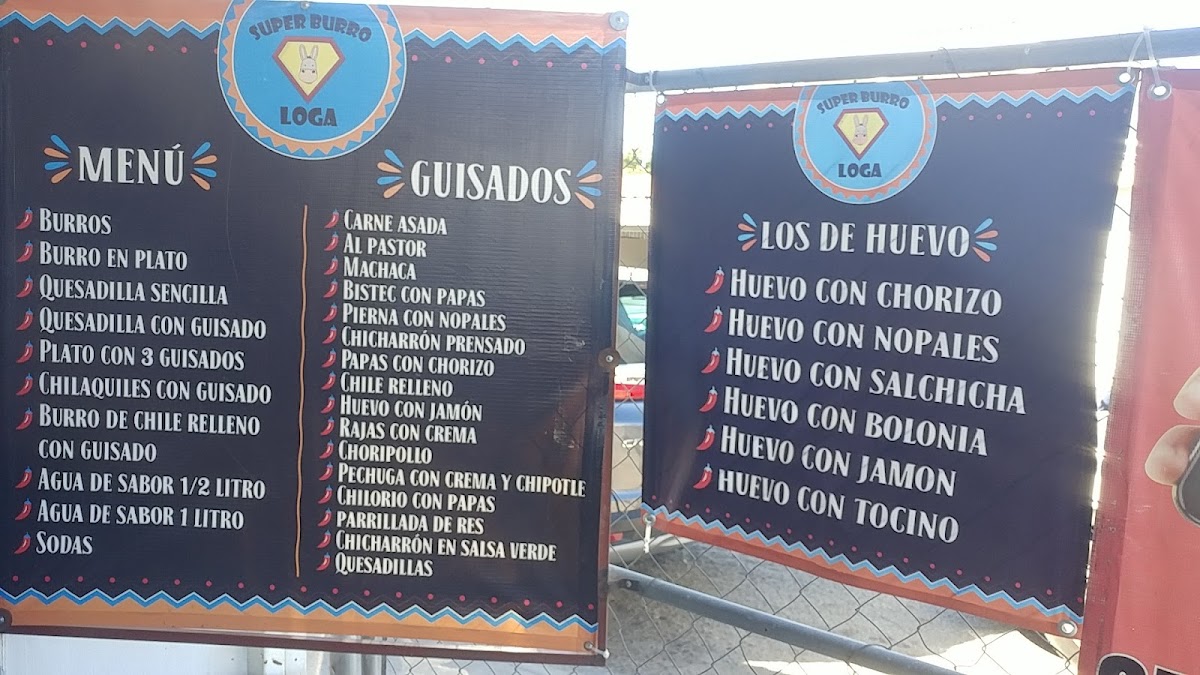 SUPER BURRO
LOGA
MENÚ
BURROS
BURRO EN PLATO
QUESADILLA SENCILLA
QUESADILLA CON GUISADO
PLATO CON 3 GUISADOS
CHILAQUILES CON GUISADO
BURRO DE CHILE RELLENO
CON GUISADO
AGUA DE SABOR 1/2 LITRO
AGUA DE SABOR 1 LITRO
SODAS
GUISADOS
CARNE ASADA
AL PASTOR
MACHACA
BISTEC CON PAPAS
PIERNA CON NOPALES
CHICHARRÓN PRENSADO
PAPAS CON CHORIZO
CHILE RELLENO
HUEVO CON JAMÓN
RAJAS CON CREMA
CHORIPOLLO
PECHUGA CON CREMA Y CHIPOTLE
CHILORIO CON PAPAS
PARRILLADA DE RES
CHICHARRÓN EN SALSA VERDE
QUESADILLAS
SUPER BURRO
LOGA
LOS DE HUEVO
HUEVO CON CHORIZO
HUEVO CON NOPALES
HUEVO CON SALCHICHA
HUEVO CON BOLONIA
HUEVO CON JAMON
HUEVO CON TOCINO